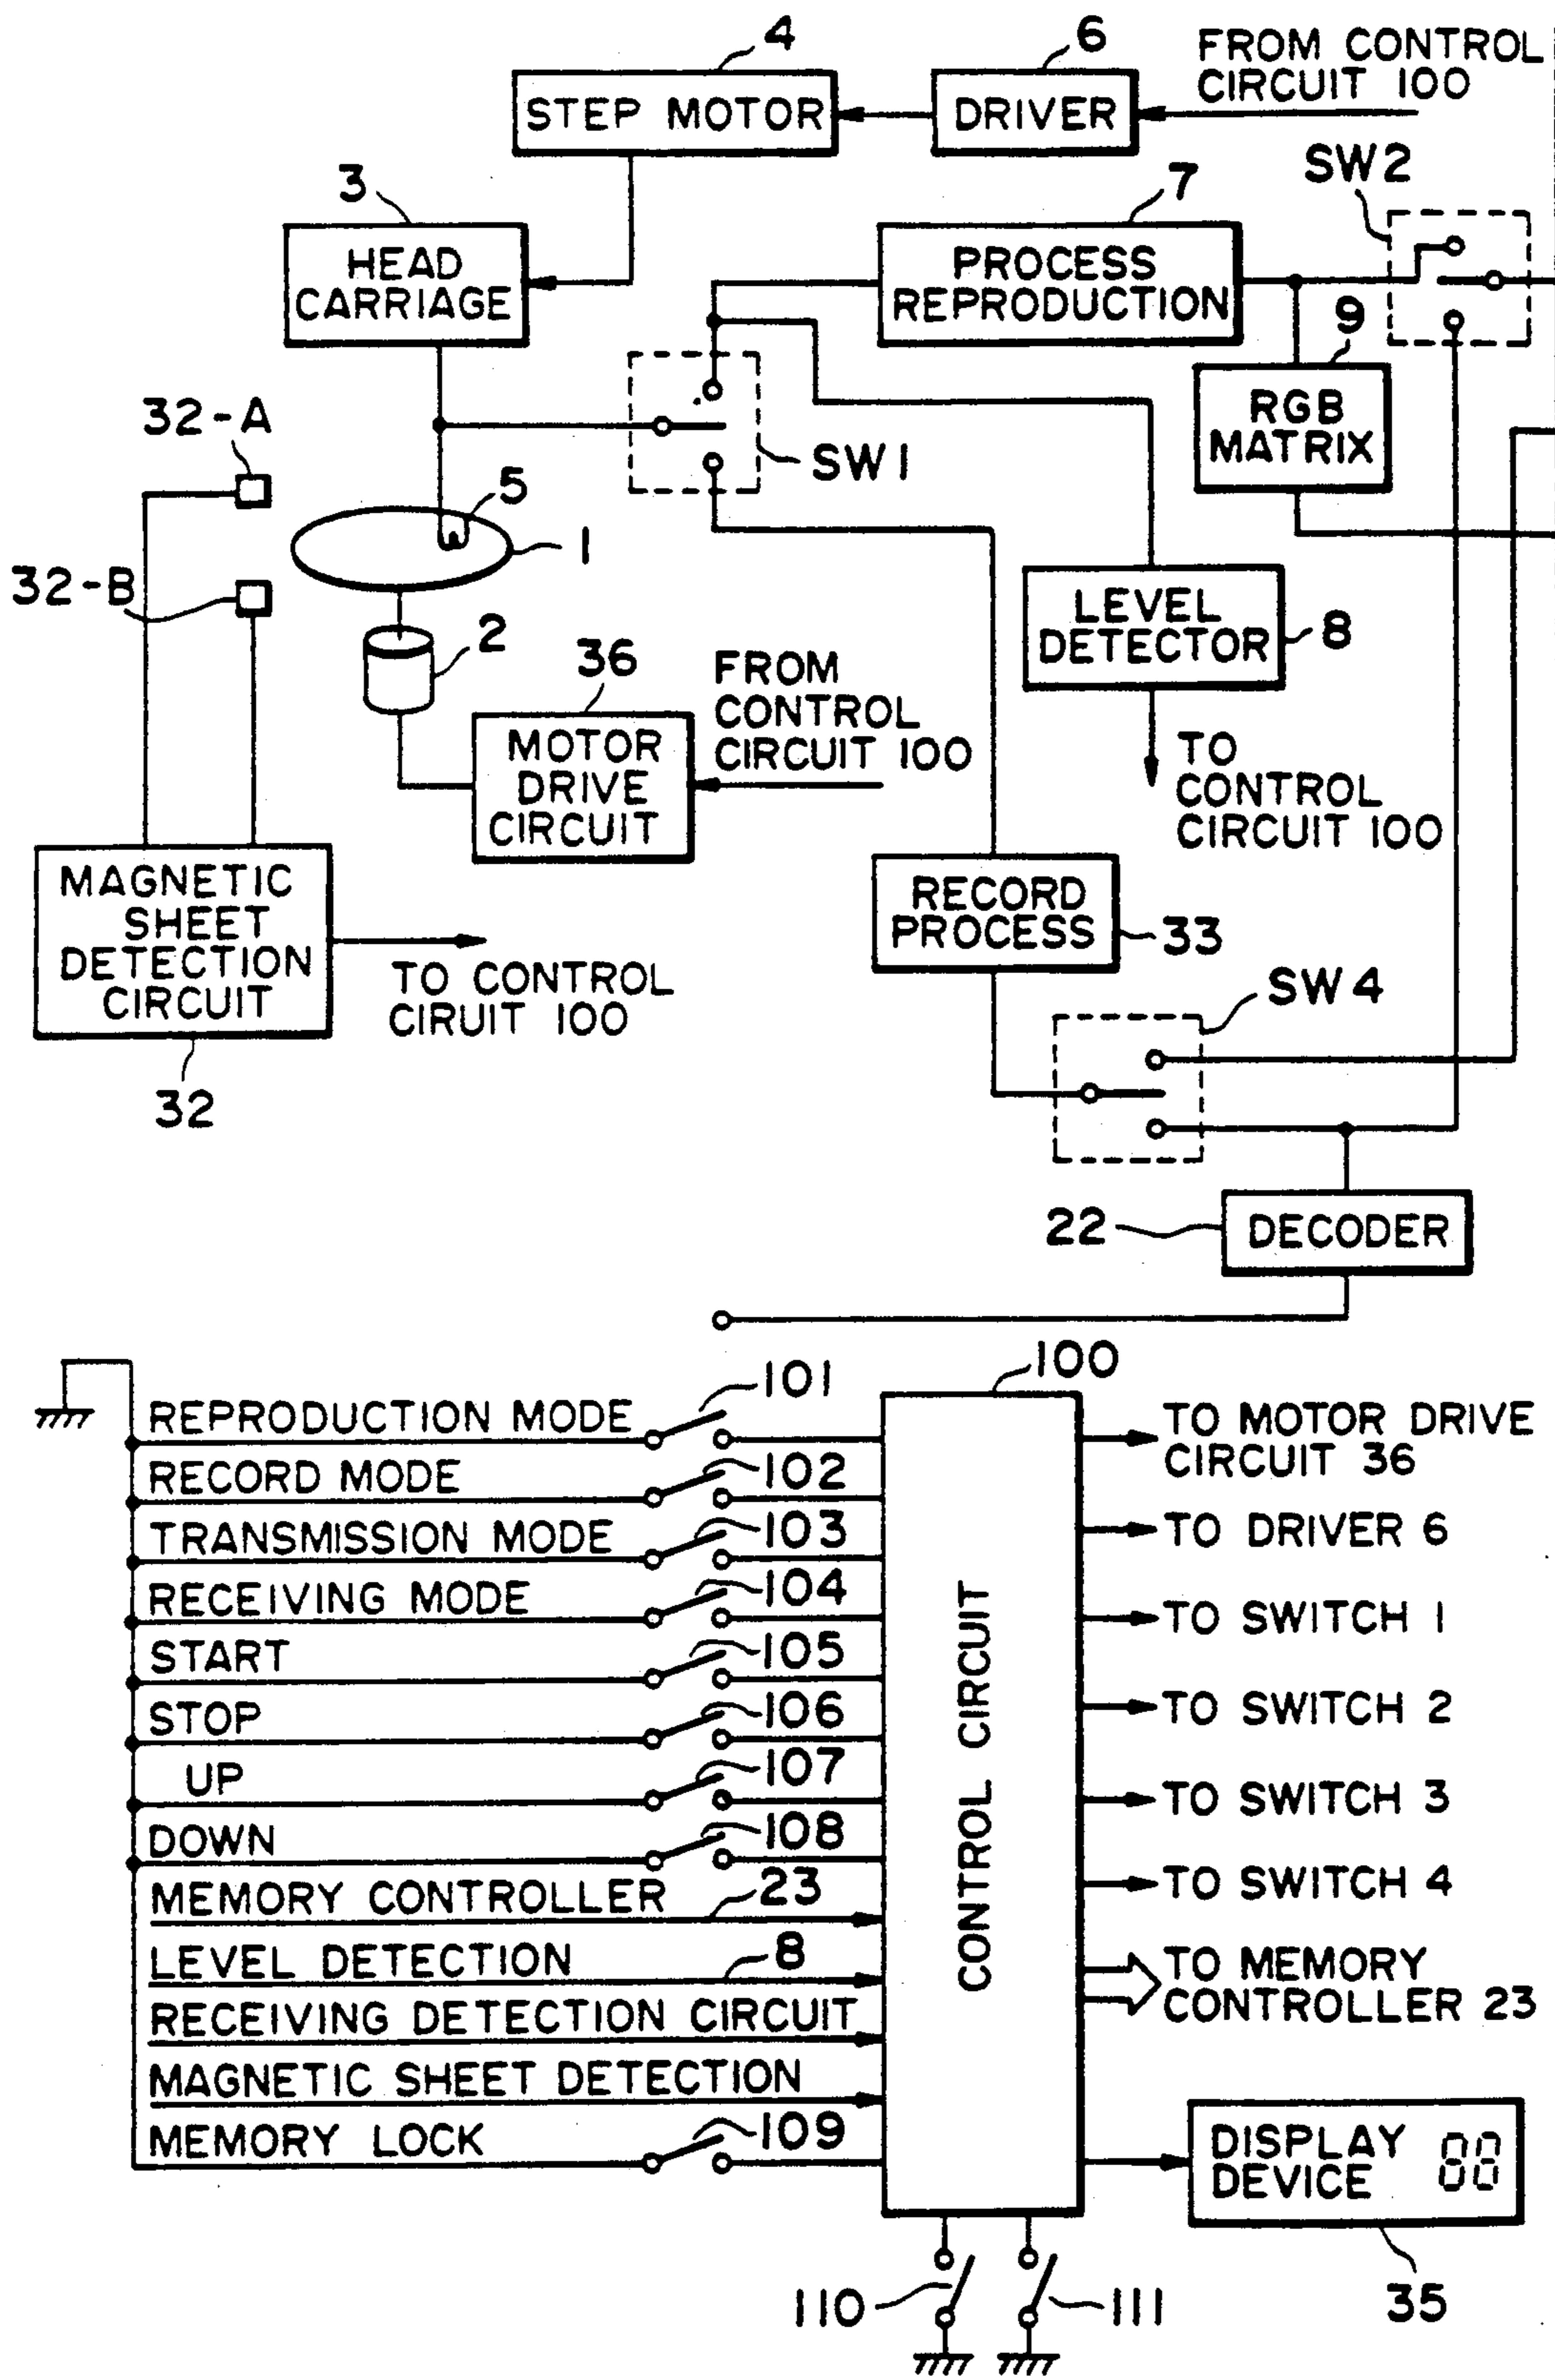 4
6
FROM CONTROL
CIRCUIT 100
STEP MOTOR
DRIVER
SW2
3
7
HEAD
CARRIAGE
PROCESS
REPRODUCTION
9
RGB
MATRIX
32-A
SW1
5
1
32-B
LEVEL
DETECTOR
8
2
36
FROM
CONTROL
CIRCUIT 100
MOTOR
DRIVE
CIRCUIT
TO
CONTROL
CIRCUIT 100
MAGNETIC
SHEET
DETECTION
CIRCUIT
RECORD
PROCESS
33
TO CONTROL
CIRUIT 100
SW4
32
22
DECODER
100
101
REPRODUCTION MODE
TO MOTOR DRIVE
CIRCUIT 36
RECORD MODE
102
TRANSMISSION MODE
103
TO DRIVER 6
RECEIVING MODE
104
TO SWITCH 1
START
105
STOP
106
TO SWITCH 2
UP
107
TO SWITCH 3
DOWN
108
TO SWITCH 4
MEMORY CONTROLLER
23
CONTROL CIRCUIT
LEVEL DETECTION
8
TO MEMORY
CONTROLLER 23
RECEIVING DETECTION CIRCUIT
MAGNETIC SHEET DETECTION
MEMORY LOCK
109
DISPLAY
DEVICE
00
110
111
35